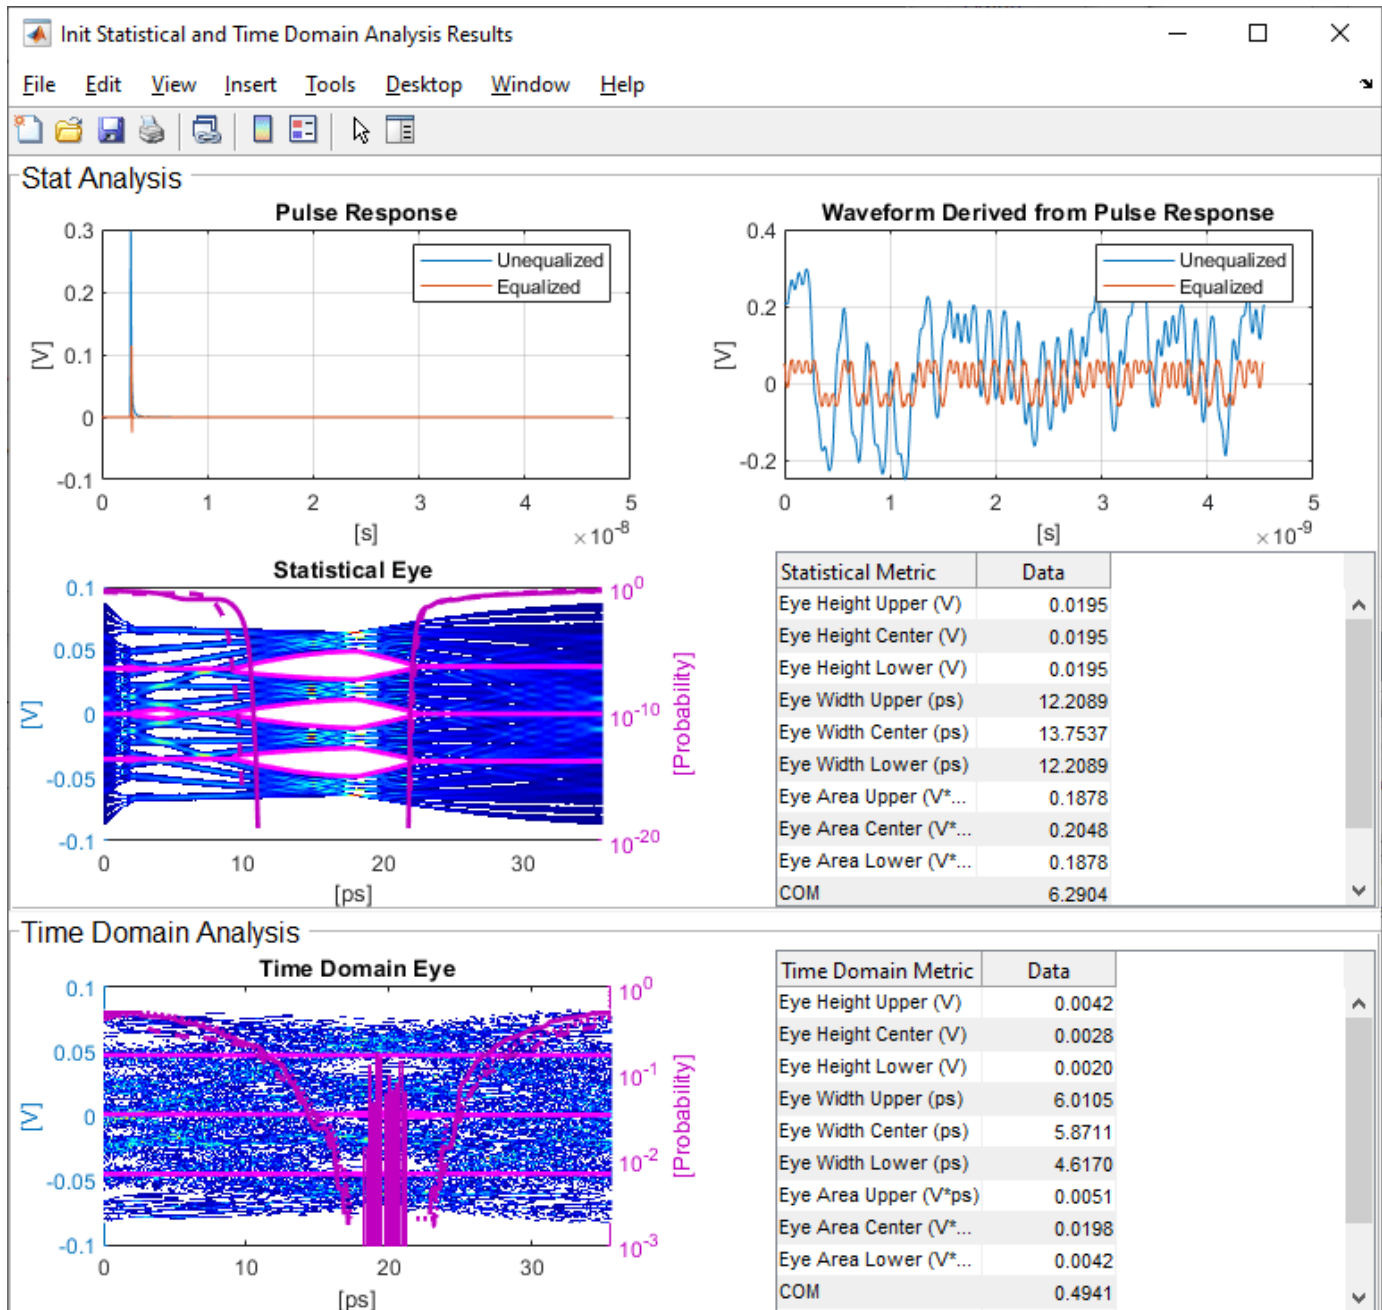 Init Statistical and Time Domain Analysis Results
File Edit View Insert Tools Desktop Window Help
Stat Analysis
Pulse Response
0.3
0.2
0.1
0
-0.1
[V]
Unequalized
Equalized
0 1 2 3 4 5
[s]
×10-8
Waveform Derived from Pulse Response
0.4
0.2
0
-0.2
[V]
Unequalized
Equalized
0 1 2 3 4 5
[s]
×10-9
Statistical Eye
0.1
0.05
0
-0.05
-0.1
[V]
100
10-10
10-20
[Probability]
0 10 20 30
[ps]
Statistical Metric Data
Eye Height Upper (V) 0.0195
Eye Height Center (V) 0.0195
Eye Height Lower (V) 0.0195
Eye Width Upper (ps) 12.2089
Eye Width Center (ps) 13.7537
Eye Width Lower (ps) 12.2089
Eye Area Upper (V*... 0.1878
Eye Area Center (V*... 0.2048
Eye Area Lower (V*... 0.1878
COM 6.2904
Time Domain Analysis
Time Domain Eye
0.1
0.05
0
-0.05
-0.1
[V]
100
10-1
10-2
10-3
[Probability]
0 10 20 30
[ps]
Time Domain Metric Data
Eye Height Upper (V) 0.0042
Eye Height Center (V) 0.0028
Eye Height Lower (V) 0.0020
Eye Width Upper (ps) 6.0105
Eye Width Center (ps) 5.8711
Eye Width Lower (ps) 4.6170
Eye Area Upper (V*ps) 0.0051
Eye Area Center (V*... 0.0198
Eye Area Lower (V*... 0.0042
COM 0.4941